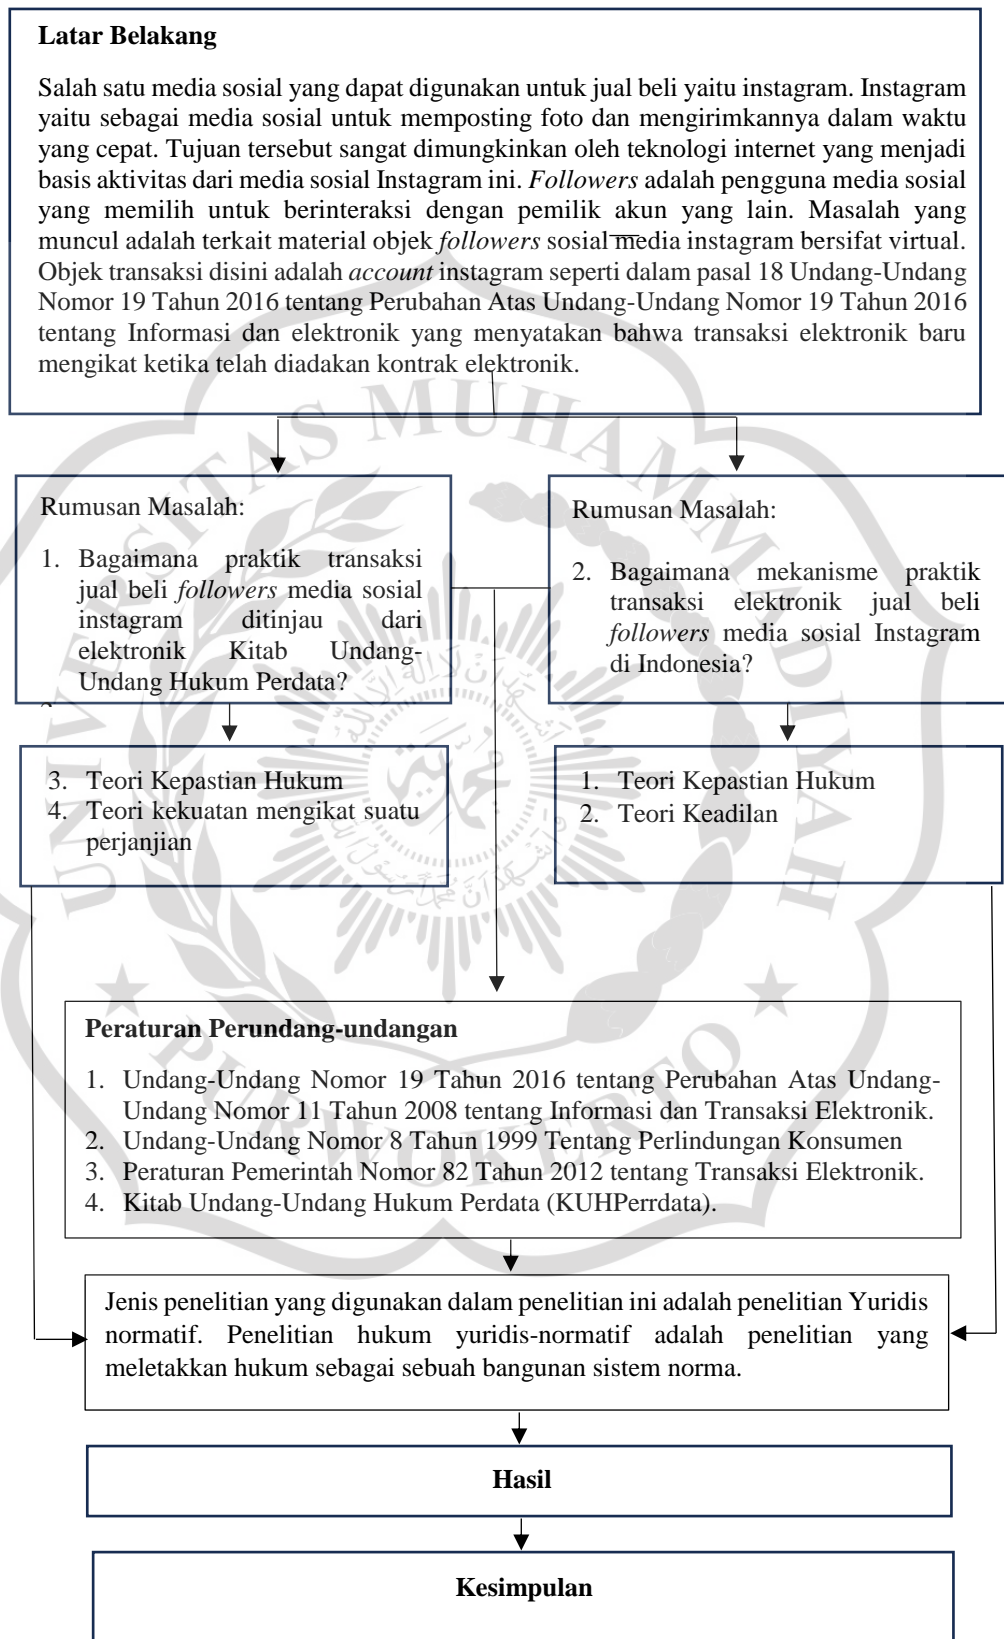 Latar Belakang
Salah satu media sosial yang dapat digunakan untuk jual beli yaitu instagram. Instagram
yaitu sebagai media sosial untuk memposting foto dan mengirimkannya dalam waktu
yang cepat. Tujuan tersebut sangat dimungkinkan oleh teknologi internet yang menjadi
basis aktivitas dari media sosial Instagram ini. Followers adalah pengguna media sosial
yang memilih untuk berinteraksi dengan pemilik akun yang lain. Masalah yang
muncul adalah terkait material objek followers sosial media instagram bersifat virtual.
Objek transaksi disini adalah account instagram seperti dalam pasal 18 Undang-Undang
Nomor 19 Tahun 2016 tentang Perubahan Atas Undang-Undang Nomor 19 Tahun 2016
tentang Informasi dan elektronik yang menyatakan bahwa transaksi elektronik baru
mengikat ketika telah diadakan kontrak elektronik.
Rumusan Masalah:
1. Bagaimana praktik transaksi
jual beli followers media sosial
instagram ditinjau dari
elektronik Kitab Undang-
Undang Hukum Perdata?
Rumusan Masalah:
2. Bagaimana mekanisme praktik
transaksi elektronik jual beli
followers media sosial Instagram
di Indonesia?
3. Teori Kepastian Hukum
4. Teori kekuatan mengikat suatu
perjanjian
1. Teori Kepastian Hukum
2. Teori Keadilan
Peraturan Perundang-undangan
1. Undang-Undang Nomor 19 Tahun 2016 tentang Perubahan Atas Undang-
Undang Nomor 11 Tahun 2008 tentang Informasi dan Transaksi Elektronik.
2. Undang-Undang Nomor 8 Tahun 1999 Tentang Perlindungan Konsumen
3. Peraturan Pemerintah Nomor 82 Tahun 2012 tentang Transaksi Elektronik.
4. Kitab Undang-Undang Hukum Perdata (KUHPerrdata).
Jenis penelitian yang digunakan dalam penelitian ini adalah penelitian Yuridis
normatif. Penelitian hukum yuridis-normatif adalah penelitian yang
meletakkan hukum sebagai sebuah bangunan sistem norma.
Hasil
Kesimpulan
UNIVERSITAS MUHAMMADIYAH
PURWOKERTO